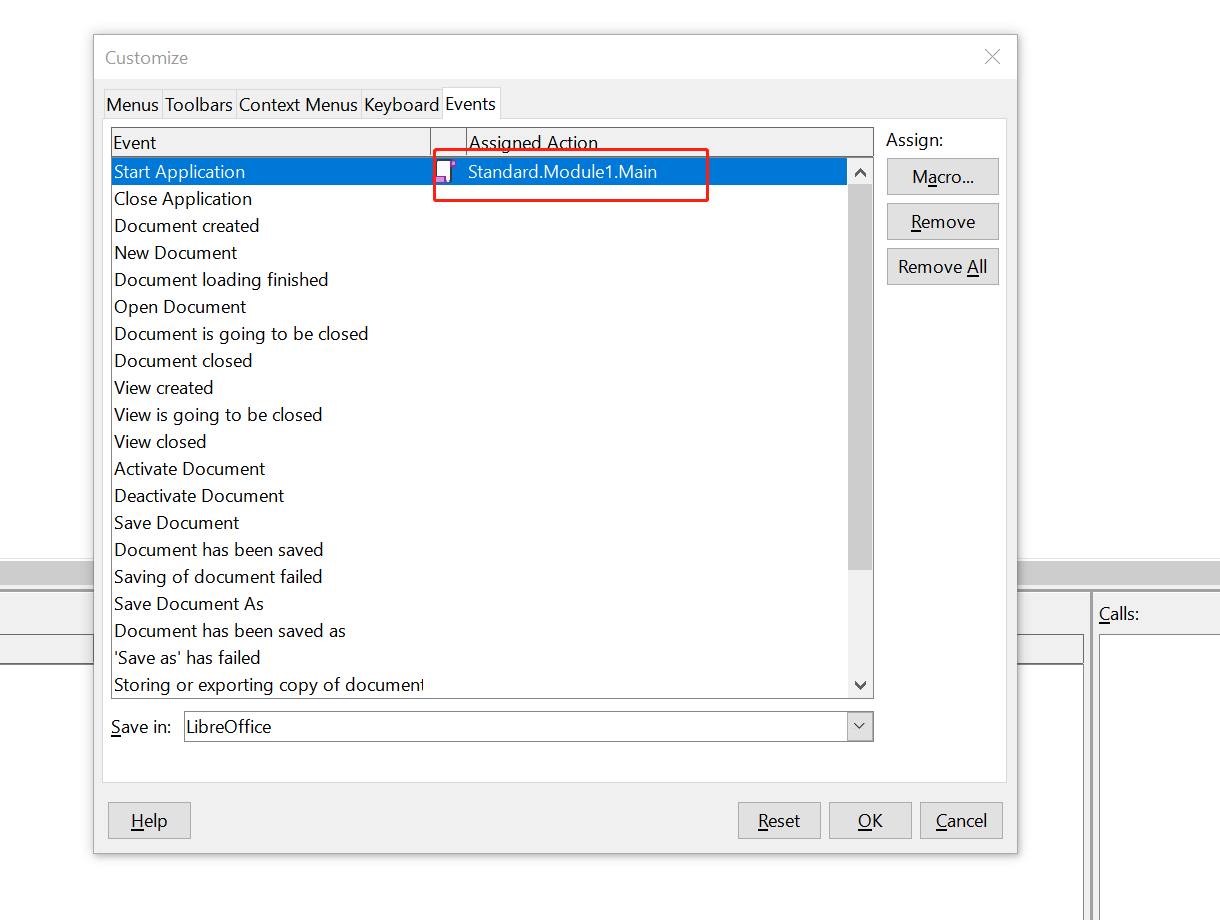 Customize
Menus Toolbars Context Menus Keyboard Events
Event Assigned Action
Assign:
Start Application Standard.Module1.Main
Macro...
Close Application
Document created
Remove
New Document
Remove All
Document loading finished
Open Document
Document is going to be closed
Document closed
View created
View is going to be closed
View closed
Activate Document
Deactivate Document
Save Document
Document has been saved
Saving of document failed
Save Document As
Calls:
Document has been saved as
'Save as' has failed
Storing or exporting copy of document
Save in: LibreOffice
Help Reset OK Cancel